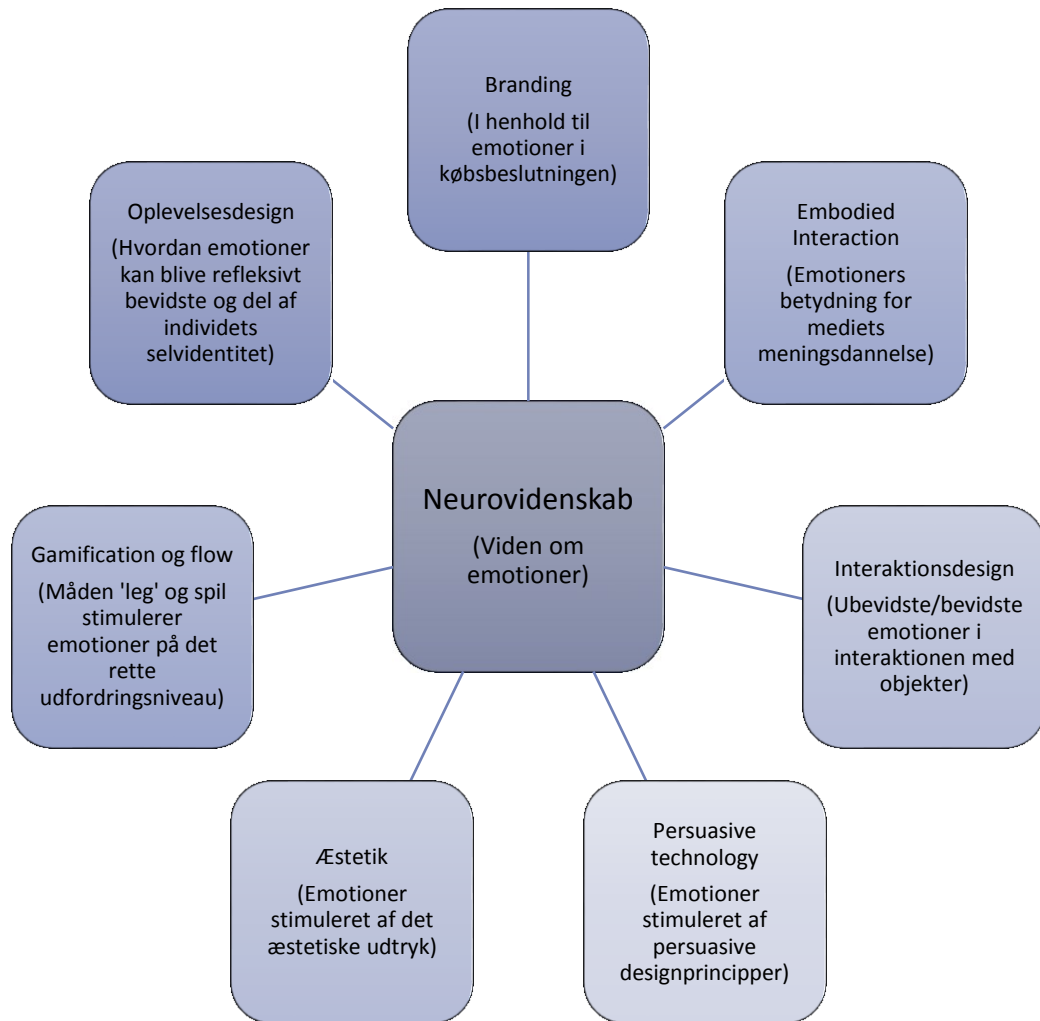 Branding
(I henhold til
emotioner i
købsbeslutningen)
Oplevelsesdesign
(Hvordan emotioner
kan blive refleksivt
bevidste og del af
individets
selvidentitet)
Embodied
Interaction
(Emotioners
betydning for
mediets
meningsdannelse)
Neurovidenskab
(Viden om
emotioner)
Gamification og flow
(Måden 'leg' og spil
stimulerer
emotioner på det
rette
udfordringsniveau)
Interaktionsdesign
(Ubevidste/bevidste
emotioner i
interaktionen med
objekter)
Æstetik
(Emotioner
stimuleret af det
æstetiske udtryk)
Persuasive
technology
(Emotioner
stimuleret af
persuasive
designprincipper)